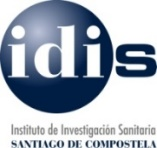 idis
Instituto de Investigación Sanitaria
SANTIAGO DE COMPOSTELA